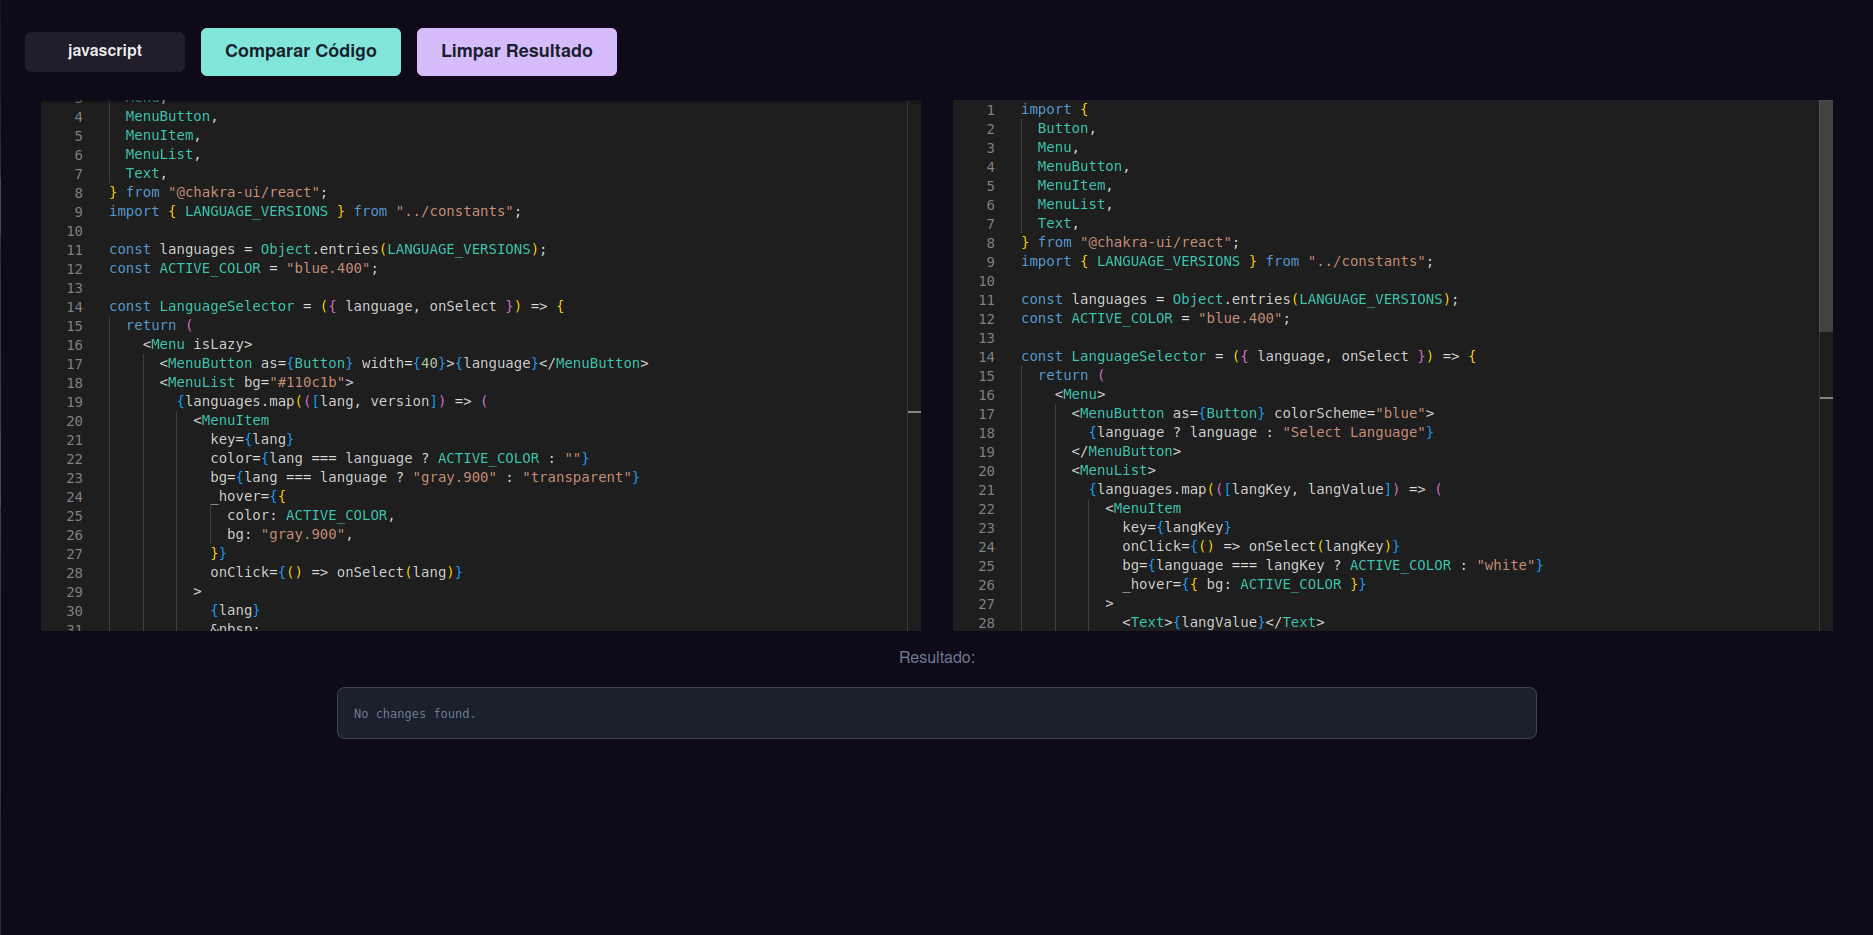 javascript
Comparar Código
Limpar Resultado
3 Menu,
4 MenuButton,
5 MenuItem,
6 MenuList,
7 Text,
8 } from "@chakra-ui/react";
9 import { LANGUAGE_VERSIONS } from "../constants";
10
11 const languages = Object.entries(LANGUAGE_VERSIONS);
12 const ACTIVE_COLOR = "blue.400";
13
14 const LanguageSelector = ({ language, onSelect }) => {
15 return (
16 <Menu isLazy>
17 <MenuButton as={Button} width={40}>{language}</MenuButton>
18 <MenuList bg="#110c1b">
19 {languages.map(([lang, version]) => (
20 <MenuItem
21 key={lang}
22 color={lang === language ? ACTIVE_COLOR : ""}
23 bg={lang === language ? "gray.900" : "transparent"}
24 _hover={{
25 color: ACTIVE_COLOR,
26 bg: "gray.900",
27 }}
28 onClick={() => onSelect(lang)}
29 >
30 {lang}
31 &nbsp;
1 import {
2 Button,
3 Menu,
4 MenuButton,
5 MenuItem,
6 MenuList,
7 Text,
8 } from "@chakra-ui/react";
9 import { LANGUAGE_VERSIONS } from "../constants";
10
11 const languages = Object.entries(LANGUAGE_VERSIONS);
12 const ACTIVE_COLOR = "blue.400";
13
14 const LanguageSelector = ({ language, onSelect }) => {
15 return (
16 <Menu>
17 <MenuButton as={Button} colorScheme="blue">
18 {language ? language : "Select Language"}
19 </MenuButton>
20 <MenuList>
21 {languages.map(([langKey, langValue]) => (
22 <MenuItem
23 key={langKey}
24 onClick={() => onSelect(langKey)}
25 bg={language === langKey ? ACTIVE_COLOR : "white"}
26 _hover={{ bg: ACTIVE_COLOR }}
27 >
28 <Text>{langValue}</Text>
Resultado:
No changes found.